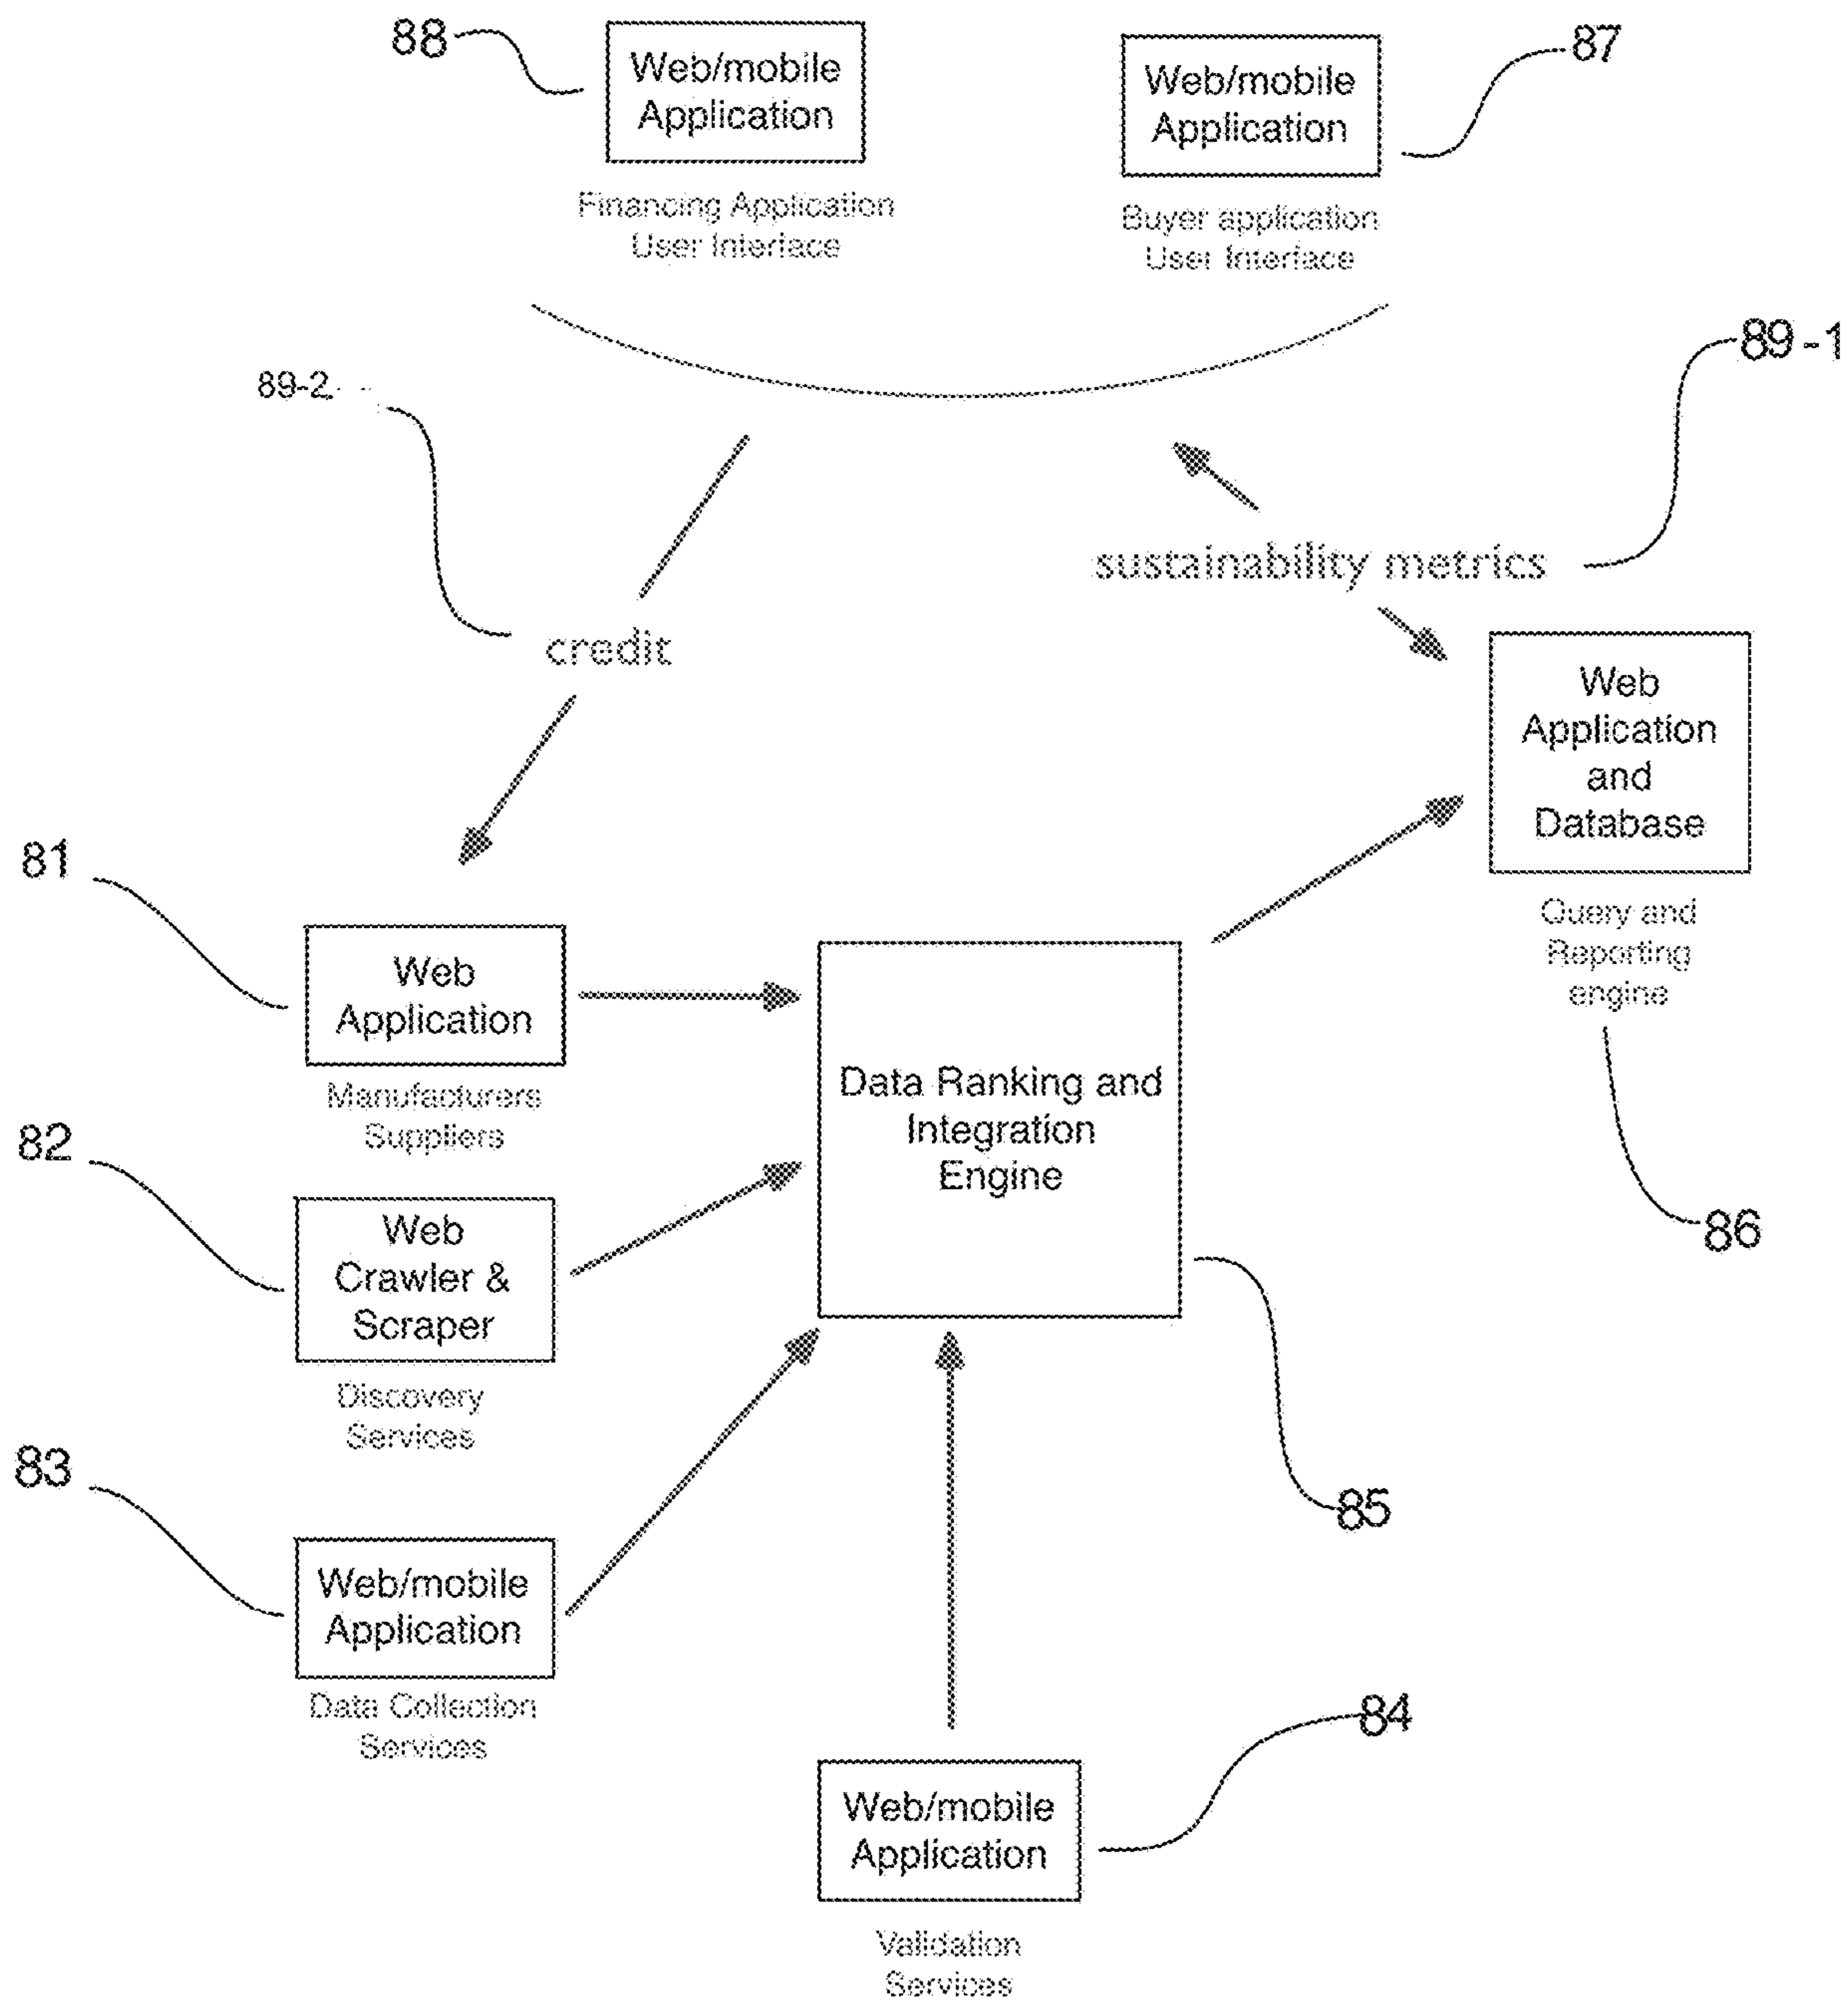 88
Web/mobile
Application
Financing Application
User Interface
87
Web/mobile
Application
Buyer application
User Interface
89-1
89-2
sustainability metrics
credit
Web
Application
and
Database
Query and
Reporting
engine
86
81
Web
Application
Manufacturers
Suppliers
Data Ranking and
Integration
Engine
85
82
Web
Crawler &
Scraper
Discovery
Services
83
Web/mobile
Application
Data Collection
Services
84
Web/mobile
Application
Validation
Services